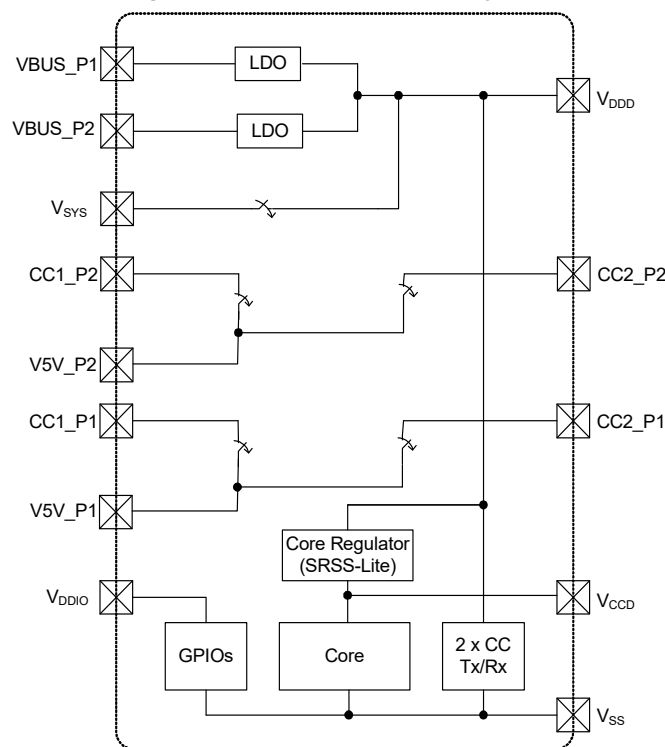 VBUS_P1
LDO
VBUS_P2
LDO
VDDD
VSYS
CC1_P2
CC2_P2
V5V_P2
CC1_P1
CC2_P1
V5V_P1
Core Regulator
(SRSS-Lite)
VDDIO
VCCD
GPIOs
Core
2 x CC
Tx/Rx
VSS